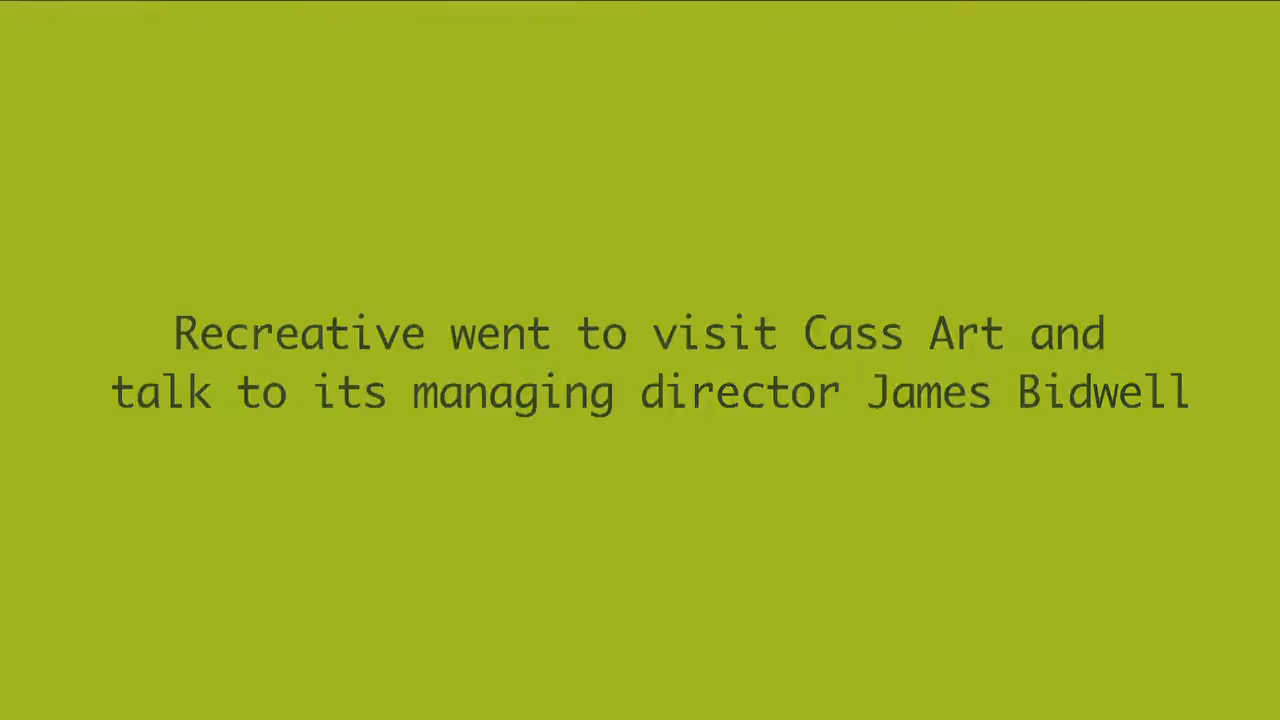 Recreative went to visit Cass Art and
talk to its managing director James Bidwell